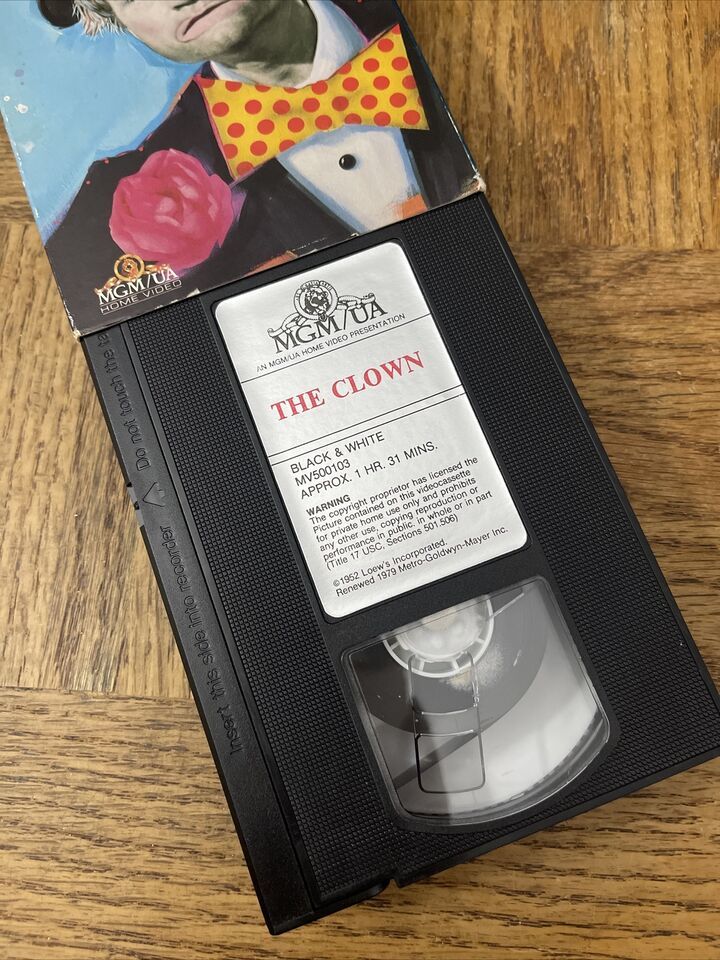 MGM/UA
HOME VIDEO
MGM/UA
AN MGM/UA HOME VIDEO PRESENTATION
THE CLOWN
BLACK & WHITE
MV500103
APPROX. 1 HR. 31 MINS.
WARNING
The copyright proprietor has licensed the
Picture contained on this videocassette
for private home use only and prohibits
any other use, copying reproduction or
performance in public, in whole or in part
(Title 17 USC, Sections 501.506)
©1952 Loew's Incorporated.
Renewed 1979 Metro-Goldwyn-Mayer Inc.
Insert this side into recorder △ Do not touch the ta